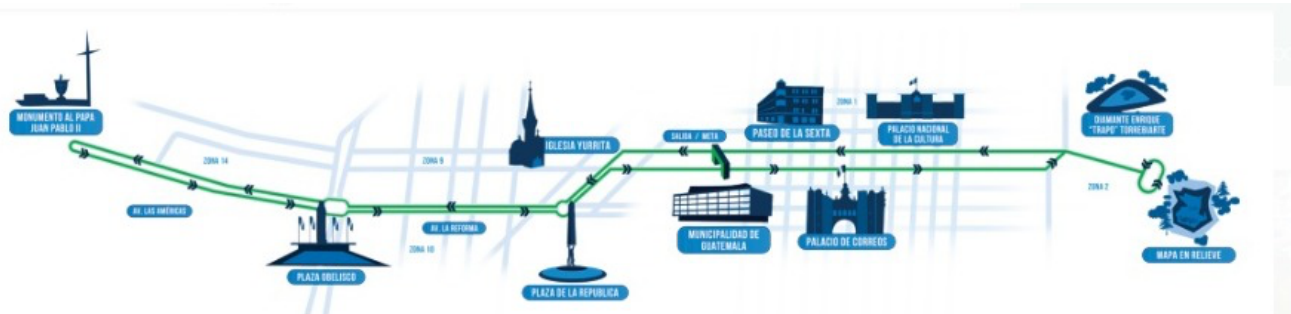 MONUMENTO AL PAPA
JUAN PABLO II
ZONA 14
AV. LAS AMÉRICAS
PLAZA OBELISCO
ZONA 9
AV. LA REFORMA
ZONA 10
IGLESIA YURRITA
PLAZA DE LA REPUBLICA
SALIDA / META
MUNICIPALIDAD DE
GUATEMALA
PASEO DE LA SEXTA
ZONA 1
PALACIO NACIONAL
DE LA CULTURA
PALACIO DE CORREOS
DIAMANTE ENRIQUE
"TRAPO" TORREBIARTE
ZONA 2
MAPA EN RELIEVE